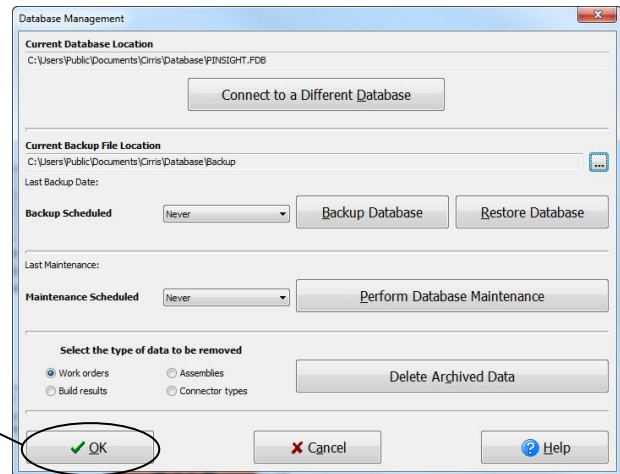 Database Management
Current Database Location
C:\Users\Public\Documents\Cirris\Database\PINSIGHT.FDB
Connect to a Different Database
Current Backup File Location
C:\Users\Public\Documents\Cirris\Database\Backup
...
Last Backup Date:
Backup Scheduled Never Backup Database Restore Database
Last Maintenance:
Maintenance Scheduled Never Perform Database Maintenance
Select the type of data to be removed
Work orders Assemblies
Build results Connector types
Delete Archived Data
OK Cancel Help